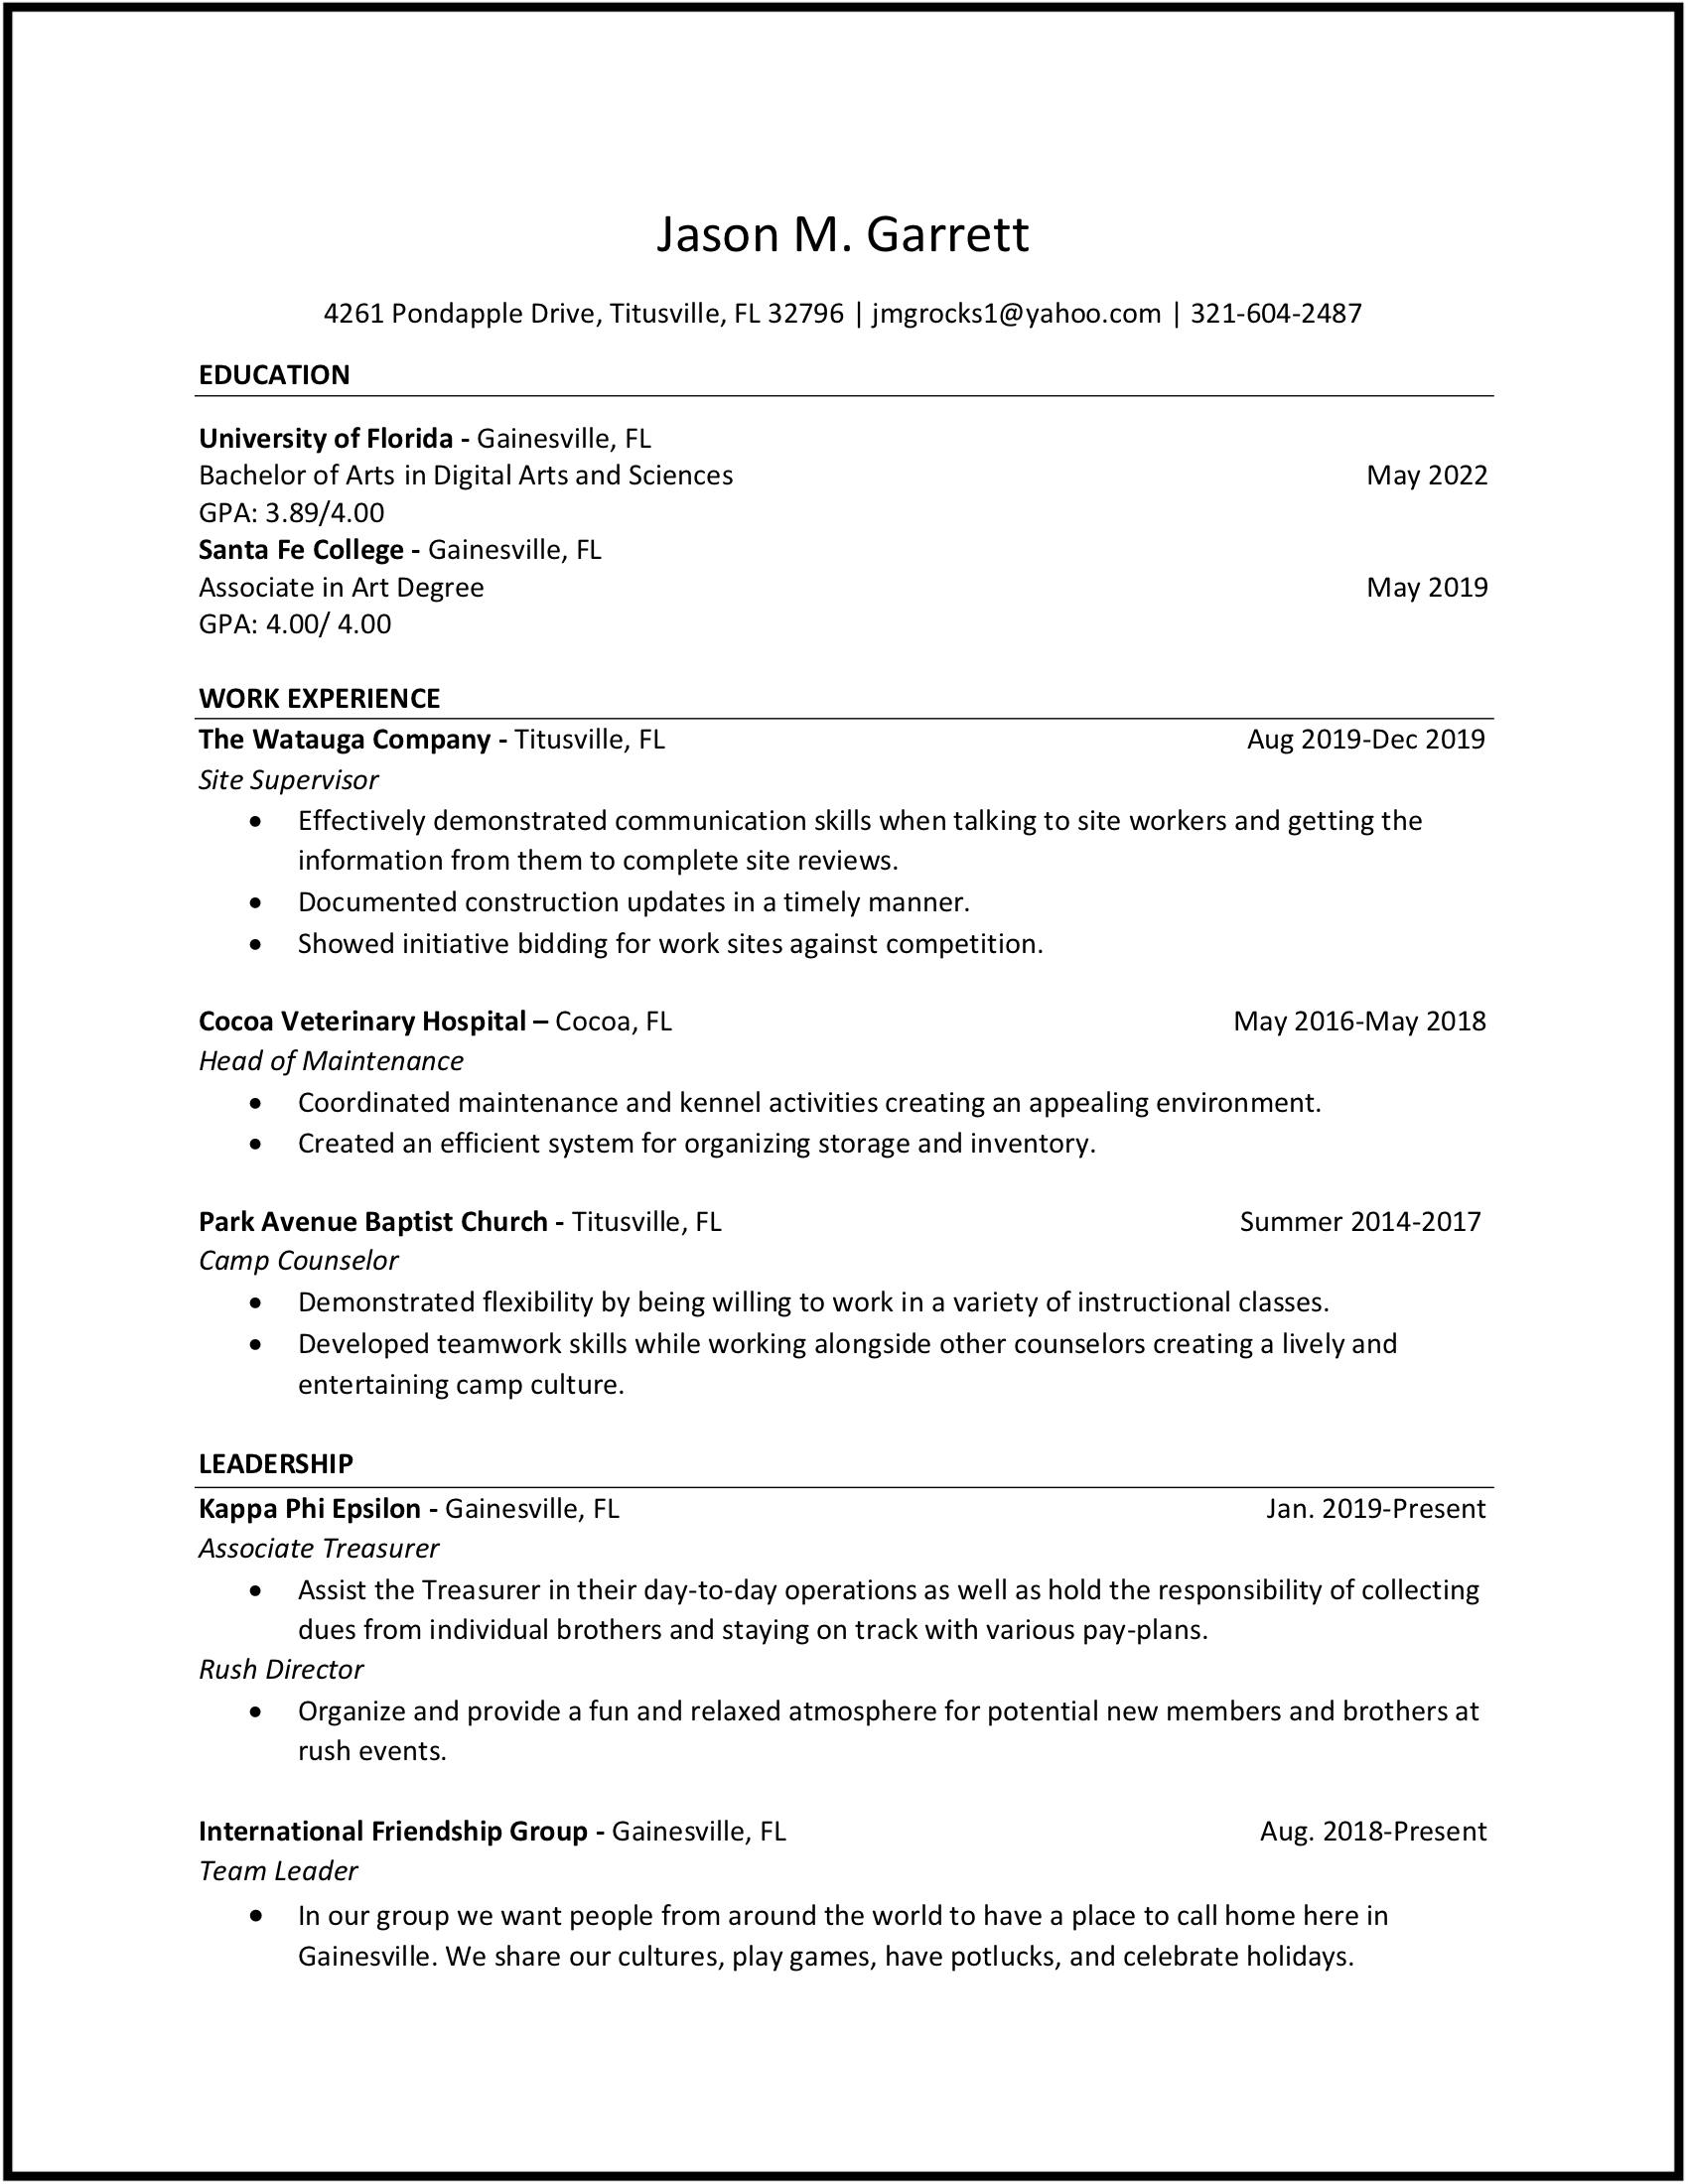 Jason M. Garrett
4261 Pondapple Drive, Titusville, FL 32796 | jmgrocks1@yahoo.com | 321-604-2487
EDUCATION
University of Florida - Gainesville, FL
Bachelor of Arts in Digital Arts and Sciences May 2022
GPA: 3.89/4.00
Santa Fe College - Gainesville, FL
Associate in Art Degree May 2019
GPA: 4.00/ 4.00
WORK EXPERIENCE
The Watauga Company - Titusville, FL Aug 2019-Dec 2019
Site Supervisor
• Effectively demonstrated communication skills when talking to site workers and getting the
information from them to complete site reviews.
• Documented construction updates in a timely manner.
• Showed initiative bidding for work sites against competition.
Cocoa Veterinary Hospital – Cocoa, FL May 2016-May 2018
Head of Maintenance
• Coordinated maintenance and kennel activities creating an appealing environment.
• Created an efficient system for organizing storage and inventory.
Park Avenue Baptist Church - Titusville, FL Summer 2014-2017
Camp Counselor
• Demonstrated flexibility by being willing to work in a variety of instructional classes.
• Developed teamwork skills while working alongside other counselors creating a lively and
entertaining camp culture.
LEADERSHIP
Kappa Phi Epsilon - Gainesville, FL Jan. 2019-Present
Associate Treasurer
• Assist the Treasurer in their day-to-day operations as well as hold the responsibility of collecting
dues from individual brothers and staying on track with various pay-plans.
Rush Director
• Organize and provide a fun and relaxed atmosphere for potential new members and brothers at
rush events.
International Friendship Group - Gainesville, FL Aug. 2018-Present
Team Leader
• In our group we want people from around the world to have a place to call home here in
Gainesville. We share our cultures, play games, have potlucks, and celebrate holidays.